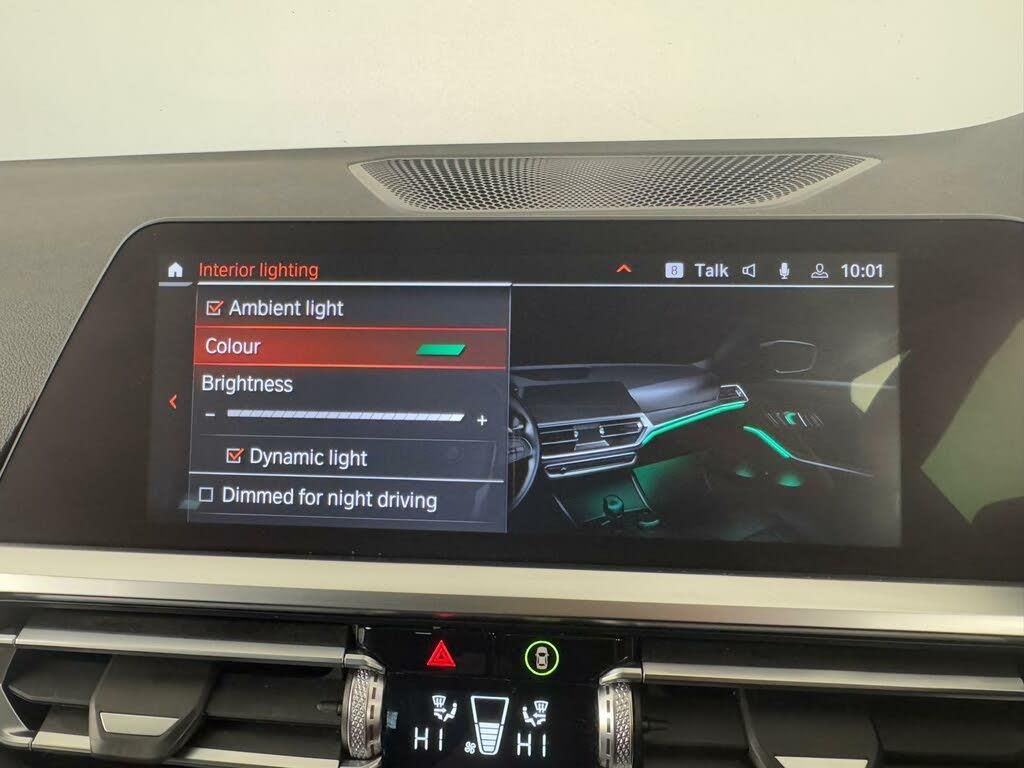 Interior lighting
8 Talk 10:01
Ambient light
Colour
Brightness
- +
Dynamic light
Dimmed for night driving
HI HI